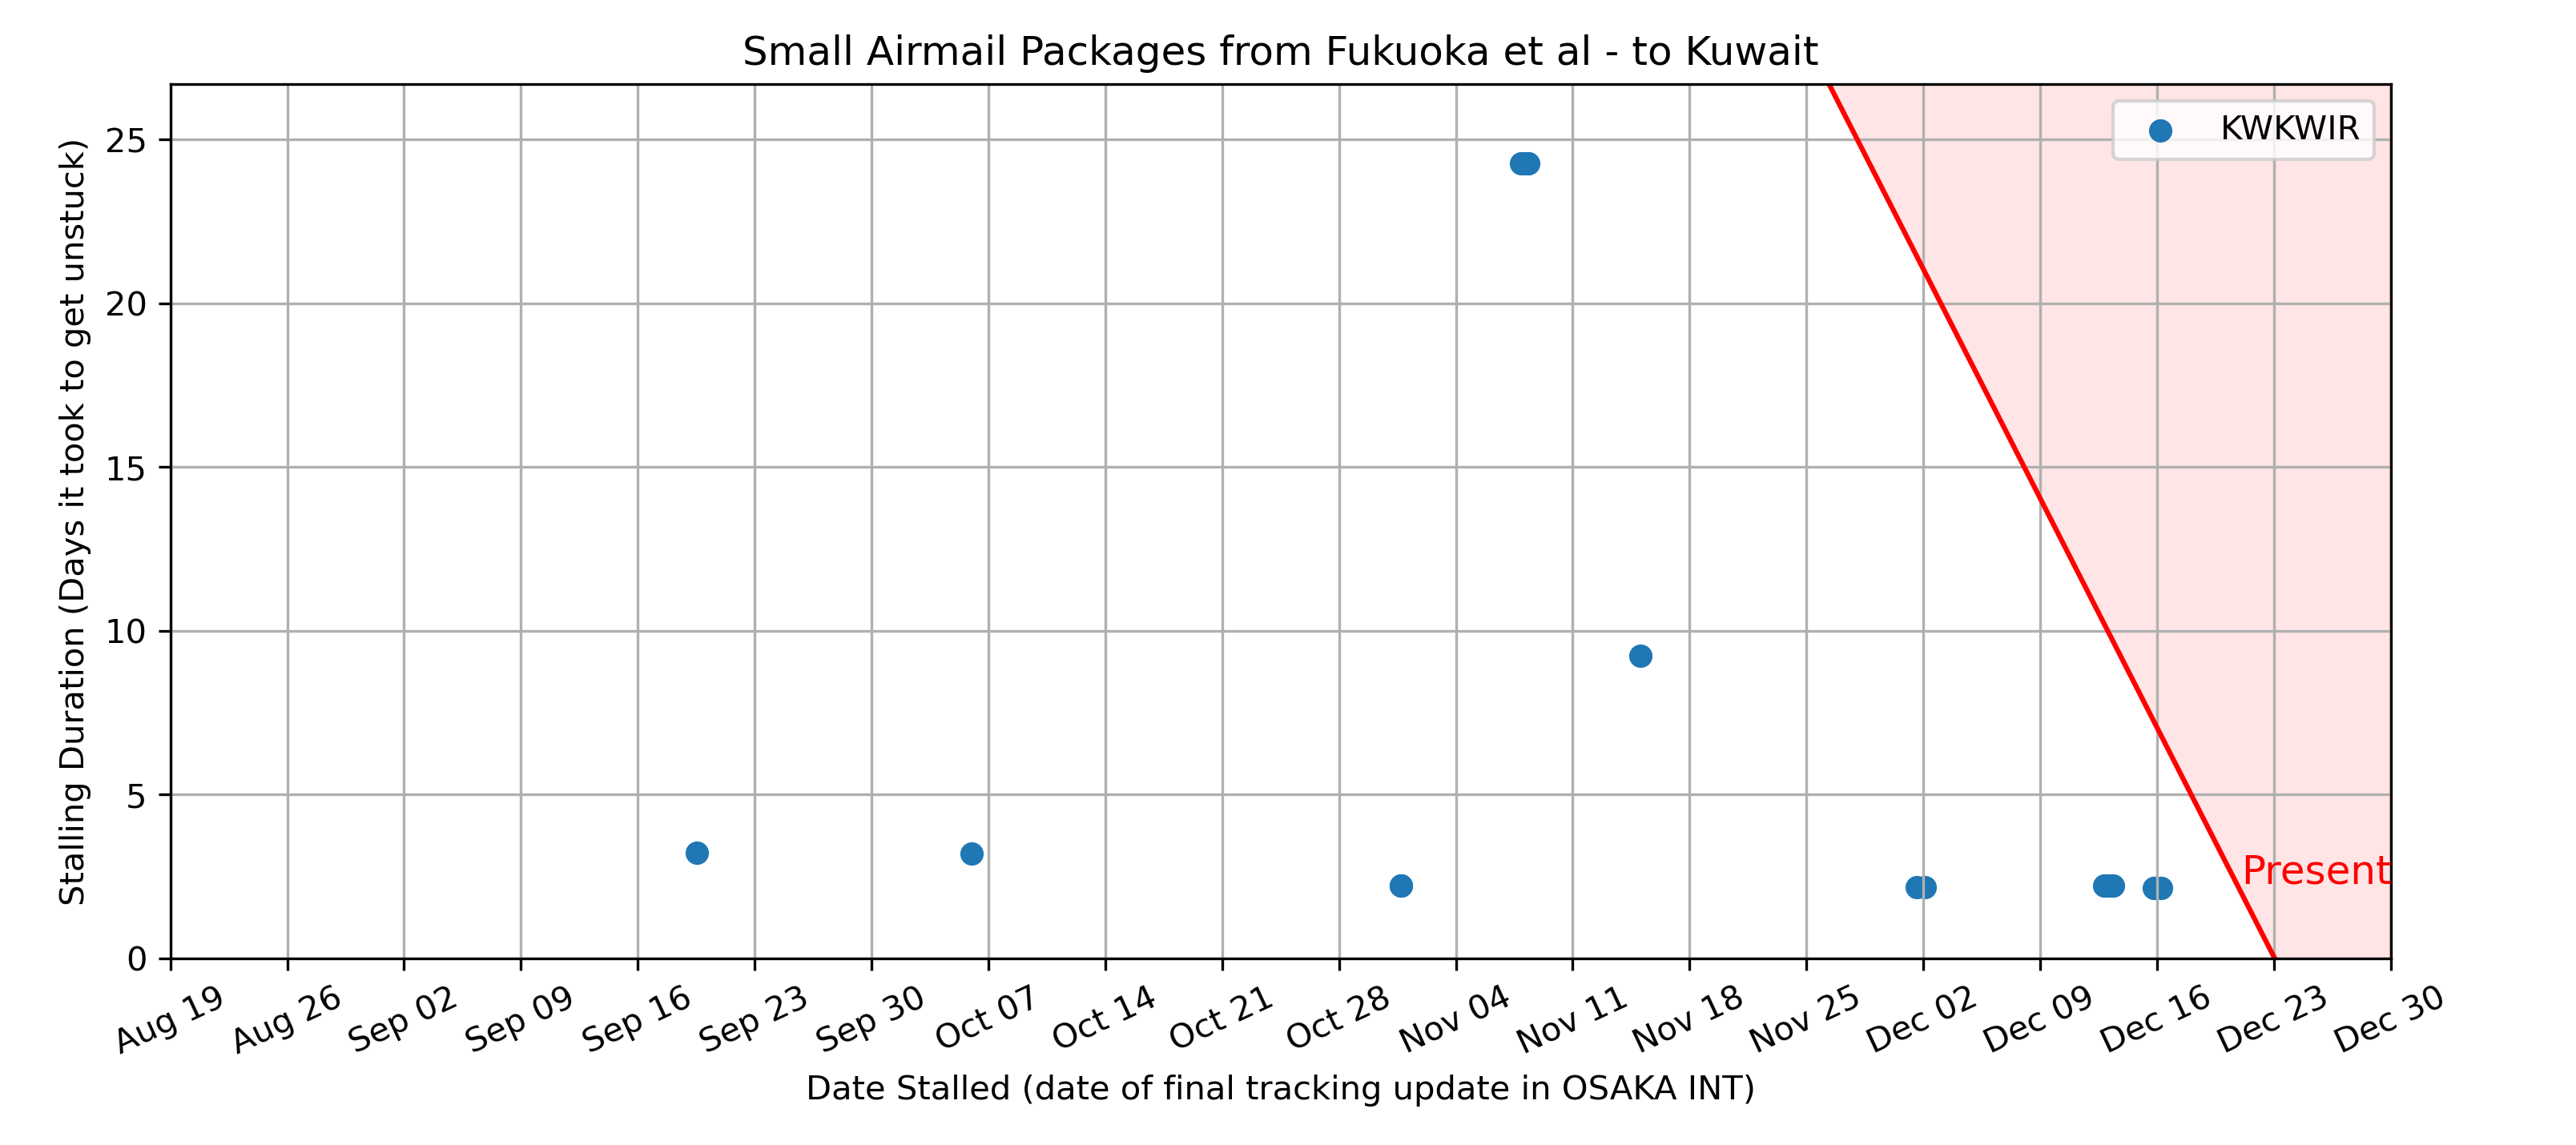 Small Airmail Packages from Fukuoka et al - to Kuwait
KWKWIR
Stalling Duration (Days it took to get unstuck)
25
20
15
10
5
0
Present
Aug 19 Aug 26 Sep 02 Sep 09 Sep 16 Sep 23 Sep 30 Oct 07 Oct 14 Oct 21 Oct 28 Nov 04 Nov 11 Nov 18 Nov 25 Dec 02 Dec 09 Dec 16 Dec 23 Dec 30
Date Stalled (date of final tracking update in OSAKA INT)